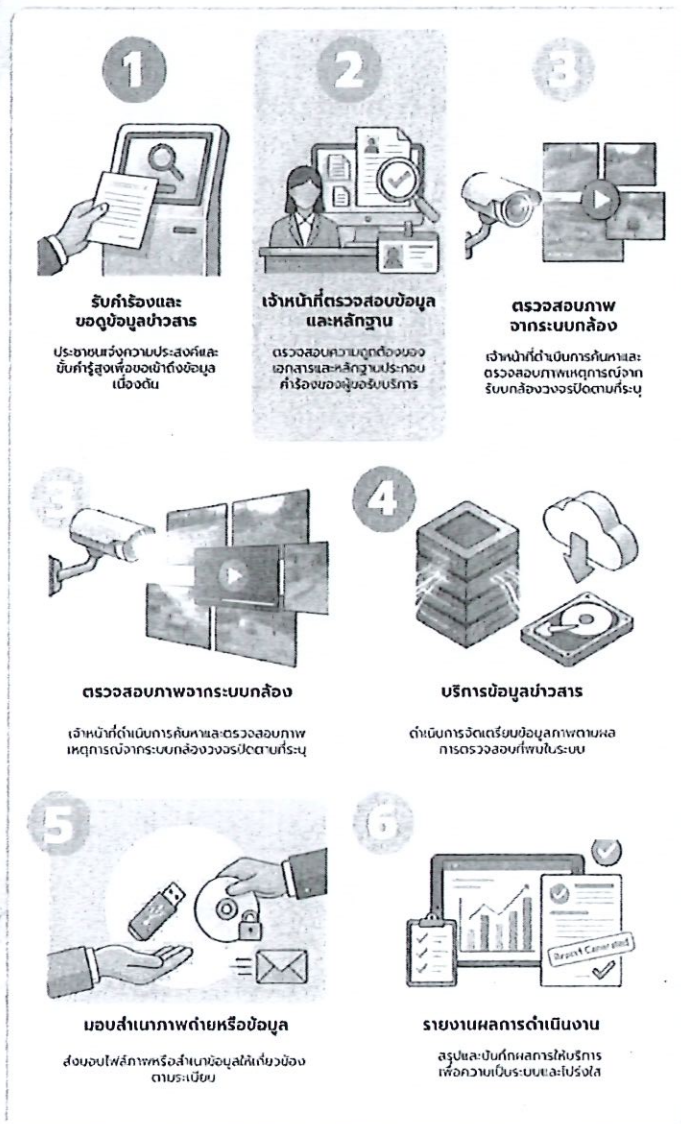 1
2
3
รับคำร้องและ
ขอดูข้อมูลข่าวสาร
ประชาชนแจ้งความประสงค์และ
ขั้นคำรู้สูงเพื่อขอเข้าถึงข้อมูล
เบื้องต้น
เจ้าหน้าที่ตรวจสอบข้อมูล
และหลักฐาน
ตรวจสอบความถูกต้องของ
เอกสารและหลักฐานประกอบ
คำร้องของผู้ขอรับบริการ
ตรวจสอบภาพ
จากระบบกล้อง
เจ้าหน้าที่ดำเนินการค้นหาและ
ตรวจสอบภาพเหตุการณ์จาก
รับบกล้องวงจรปิดตามที่ระบุ
3
4
ตรวจสอบภาพจากระบบกล้อง
เจ้าหน้าที่ดำเนินการค้นหาและตรวจสอบภาพ
เหตุการณ์จากระบบกล้องวงจรปิดตามที่ระบุ
บริการข้อมูลข่าวสาร
ดำเนินการจัดเตรียมข้อมูลภาพตามผล
การตรวจสอบที่พบในระบบ
5
6
Report Generated
มอบสำเนาภาพถ่ายหรือข้อมูล
ส่งมอบไฟล์ภาพหรือสำเนาข้อมูลให้เกี่ยวข้อง
ตามระเบียบ
รายงานผลการดำเนินงาน
สรุปและบันทึกผลการให้บริการ
เพื่อความเป็นระบบและโปร่งใส